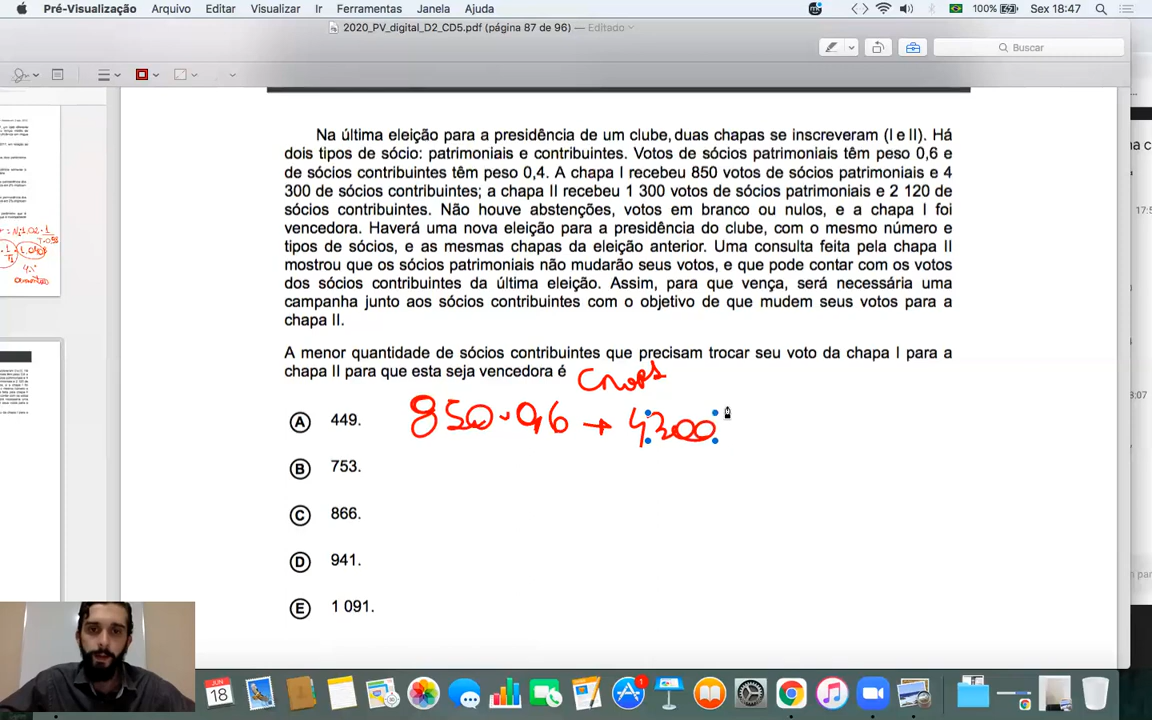 Pré-Visualização Arquivo Editar Visualizar Ir Ferramentas Janela Ajuda 100% Sex 18:47
2020_PV_digital_D2_CD5.pdf (página 87 de 96) — Editado
Buscar
Na última eleição para a presidência de um clube, duas chapas se inscreveram (I e II). Há
dois tipos de sócio: patrimoniais e contribuintes. Votos de sócios patrimoniais têm peso 0,6 e
de sócios contribuintes têm peso 0,4. A chapa I recebeu 850 votos de sócios patrimoniais e 4
300 de sócios contribuintes; a chapa II recebeu 1 300 votos de sócios patrimoniais e 2 120 de
sócios contribuintes. Não houve abstenções, votos em branco ou nulos, e a chapa I foi
vencedora. Haverá uma nova eleição para a presidência do clube, com o mesmo número e
tipos de sócios, e as mesmas chapas da eleição anterior. Uma consulta feita pela chapa II
mostrou que os sócios patrimoniais não mudarão seus votos, e que pode contar com os votos
dos sócios contribuintes da última eleição. Assim, para que vença, será necessária uma
campanha junto aos sócios contribuintes com o objetivo de que mudem seus votos para a
chapa II.
A menor quantidade de sócios contribuintes que precisam trocar seu voto da chapa I para a
chapa II para que esta seja vencedora é
850 · 0,6 + 4300
A 449.
B 753.
C 866.
D 941.
E 1 091.
JUN
18
1